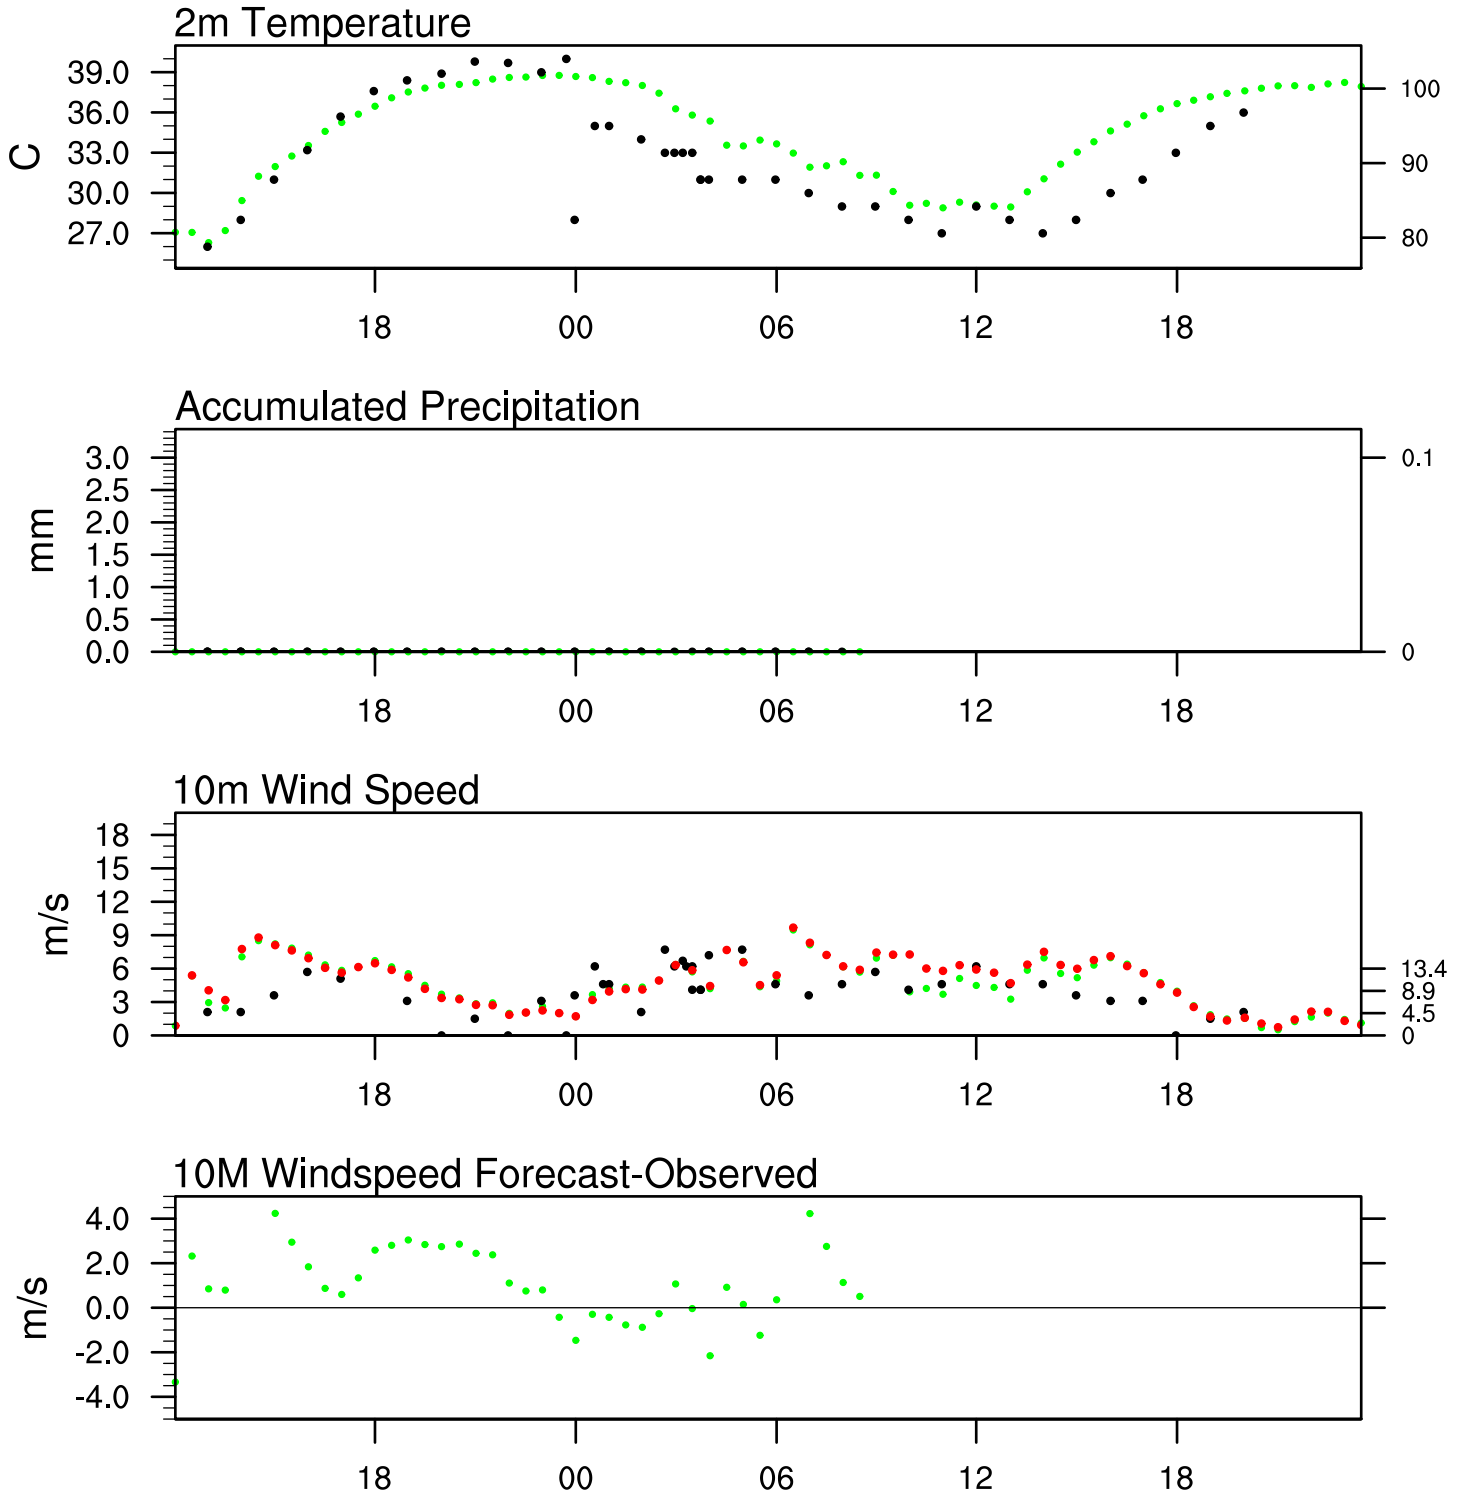 2m Temperature
39.0
36.0
33.0
30.0
27.0
C
100
90
80
18 00 06 12 18
Accumulated Precipitation
3.0
2.5
2.0
1.5
1.0
0.5
0.0
mm
0.1
0
18 00 06 12 18
10m Wind Speed
18
15
12
9
6
3
0
m/s
13.4
8.9
4.5
0
18 00 06 12 18
10M Windspeed Forecast-Observed
4.0
2.0
0.0
-2.0
-4.0
m/s
18 00 06 12 18